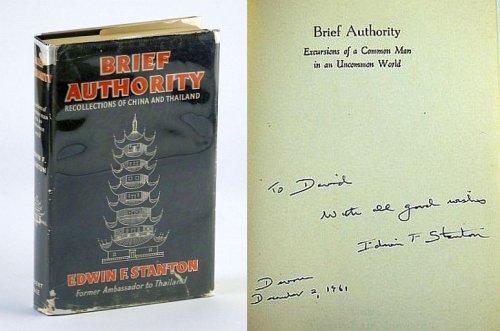 BRIEF
AUTHORITY
RECOLLECTIONS OF CHINA AND THAILAND
EDWIN F. STANTON
Former Ambassador to Thailand
Brief Authority
Excursions of a Common Man
in an Uncommon World
To David
With all good wishes
Edwin F. Stanton
Devon
December 2, 1961